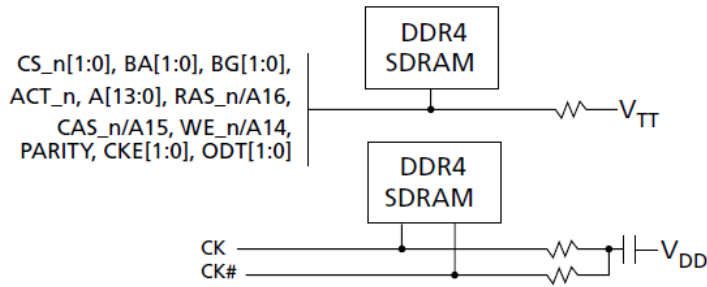 DDR4
SDRAM
CS_n[1:0], BA[1:0], BG[1:0],
ACT_n, A[13:0], RAS_n/A16,
CAS_n/A15, WE_n/A14,
PARITY, CKE[1:0], ODT[1:0]
VTT
DDR4
SDRAM
CK
CK#
VDD